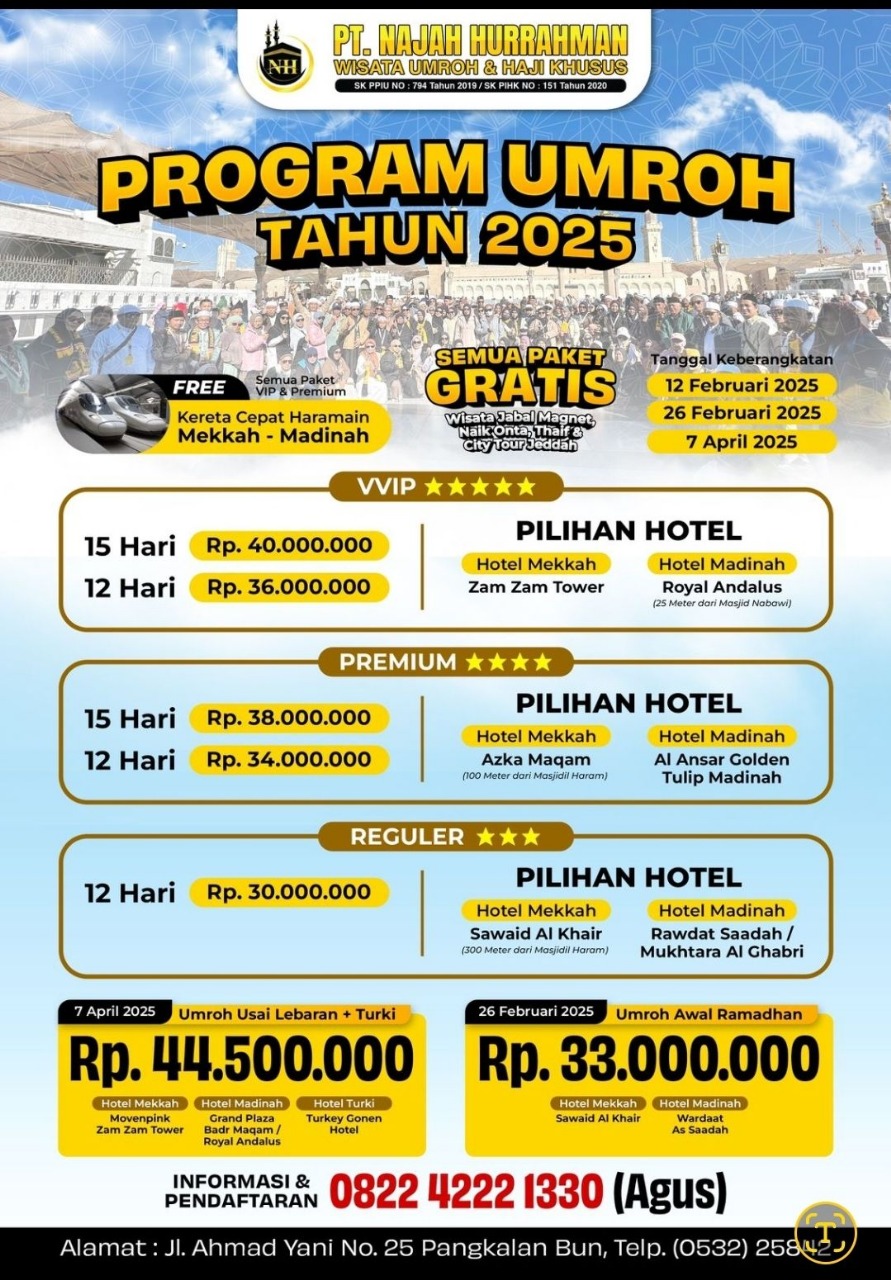 NH
PT. NAJAH HURRAHMAN
WISATA UMROH & HAJI KHUSUS
SK PPIU NO : 794 Tahun 2019 / SK PIHK NO : 151 Tahun 2020
PROGRAM UMROH
TAHUN 2025
FREE
Semua Paket
VIP & Premium
Kereta Cepat Haramain
Mekkah - Madinah
SEMUA PAKET
GRATIS
Wisata Jabal Magnet,
Naik Onta, Thaif &
City Tour Jeddah
Tanggal Keberangkatan
12 Februari 2025
26 Februari 2025
7 April 2025
VVIP
15 Hari Rp. 40.000.000
12 Hari Rp. 36.000.000
PILIHAN HOTEL
Hotel Mekkah Hotel Madinah
Zam Zam Tower Royal Andalus
(25 Meter dari Masjid Nabawi)
PREMIUM
15 Hari Rp. 38.000.000
12 Hari Rp. 34.000.000
PILIHAN HOTEL
Hotel Mekkah Hotel Madinah
Azka Maqam
(100 Meter dari Masjidil Haram)
Al Ansar Golden
Tulip Madinah
REGULER
12 Hari Rp. 30.000.000
PILIHAN HOTEL
Hotel Mekkah Hotel Madinah
Sawaid Al Khair
(300 Meter dari Masjidil Haram)
Rawdat Saadah /
Mukhtara Al Ghabri
7 April 2025 Umroh Usai Lebaran + Turki
Rp. 44.500.000
Hotel Mekkah Hotel Madinah Hotel Turki
Movenpink
Zam Zam Tower
Grand Plaza
Badr Maqam /
Royal Andalus
Turkey Gonen
Hotel
26 Februari 2025 Umroh Awal Ramadhan
Rp. 33.000.000
Hotel Mekkah Hotel Madinah
Sawaid Al Khair
Wardaat
As Saadah
INFORMASI &
PENDAFTARAN
0822 4222 1330 (Agus)
Alamat : Jl. Ahmad Yani No. 25 Pangkalan Bun, Telp. (0532) 25842
T